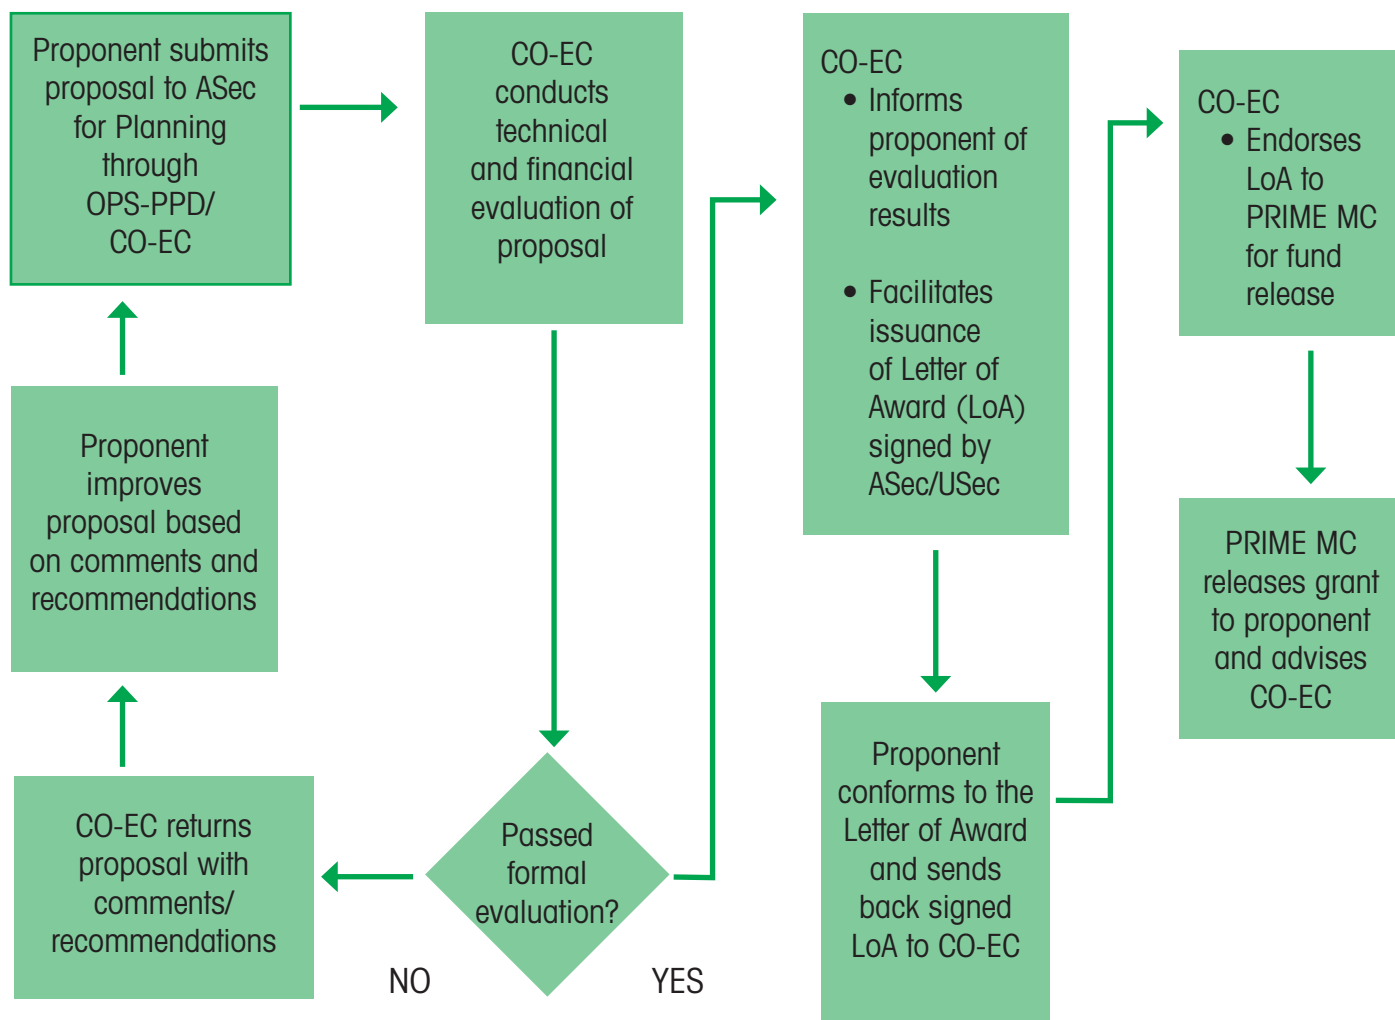 Proponent submits
proposal to ASec
for Planning
through
OPS-PPD/
CO-EC
CO-EC
conducts
technical
and financial
evaluation of
proposal
Passed
formal
evaluation?
NO
YES
CO-EC returns
proposal with
comments/
recommendations
Proponent
improves
proposal based
on comments and
recommendations
CO-EC
• Informs
proponent of
evaluation
results
• Facilitates
issuance
of Letter of
Award (LoA)
signed by
ASec/USec
Proponent
conforms to the
Letter of Award
and sends
back signed
LoA to CO-EC
CO-EC
• Endorses
LoA to
PRIME MC
for fund
release
PRIME MC
releases grant
to proponent
and advises
CO-EC